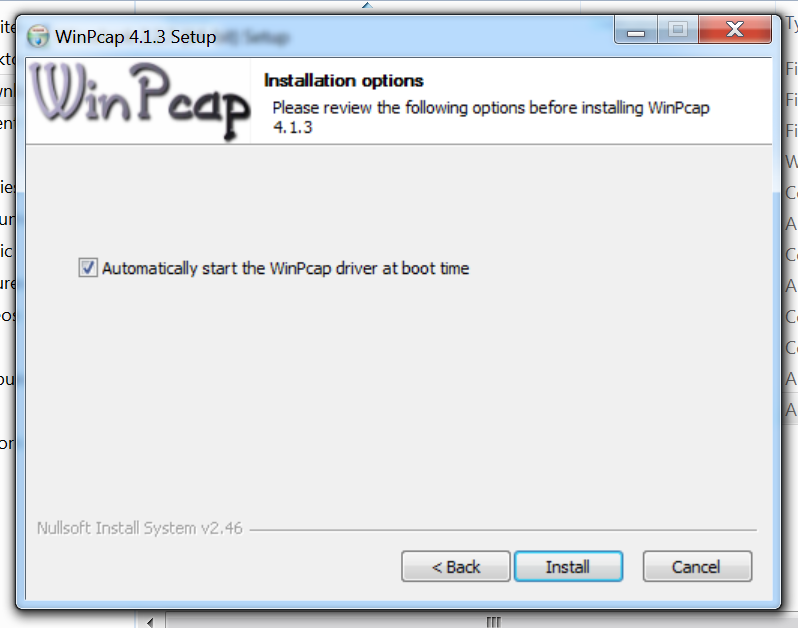 WinPcap 4.1.3 Setup
WinPcap
Installation options
Please review the following options before installing WinPcap
4.1.3
Automatically start the WinPcap driver at boot time
Nullsoft Install System v2.46
< Back
Install
Cancel